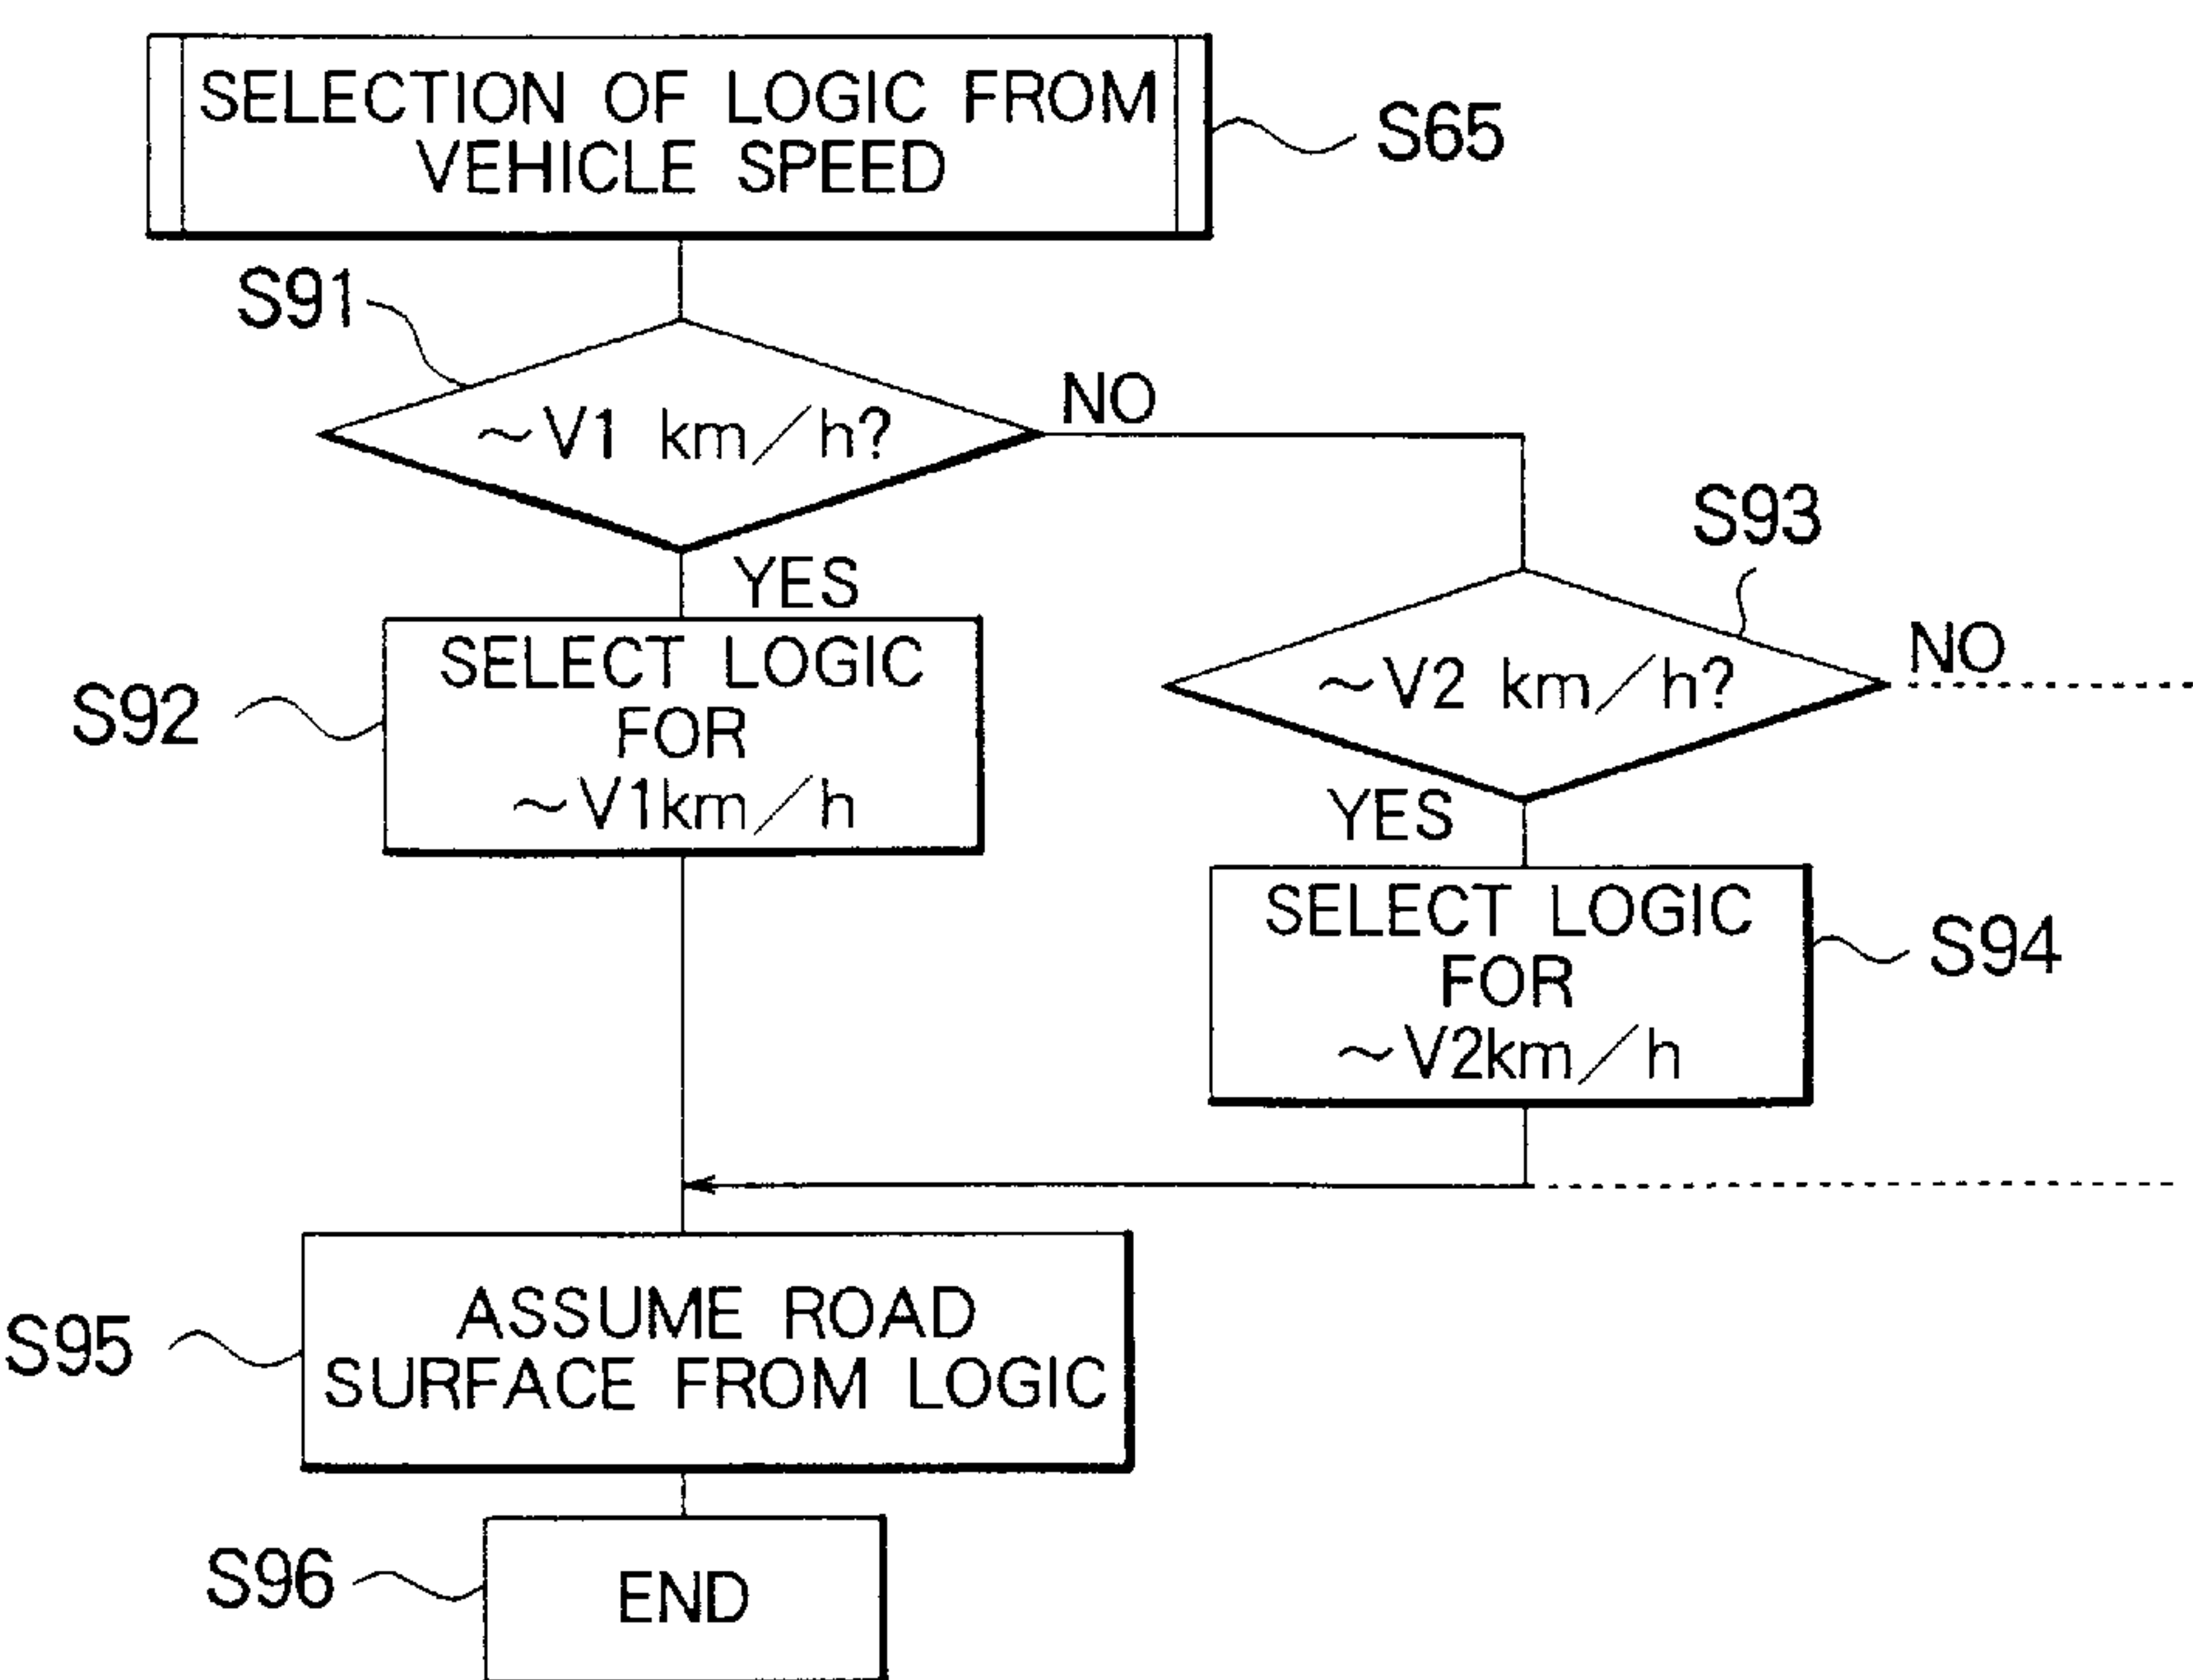 SELECTION OF LOGIC FROM
VEHICLE SPEED
S65
S91
~V1 km/h?
NO
YES
S93
~V2 km/h?
NO
YES
S92
SELECT LOGIC
FOR
~V1km/h
SELECT LOGIC
FOR
~V2km/h
S94
S95
ASSUME ROAD
SURFACE FROM LOGIC
S96
END